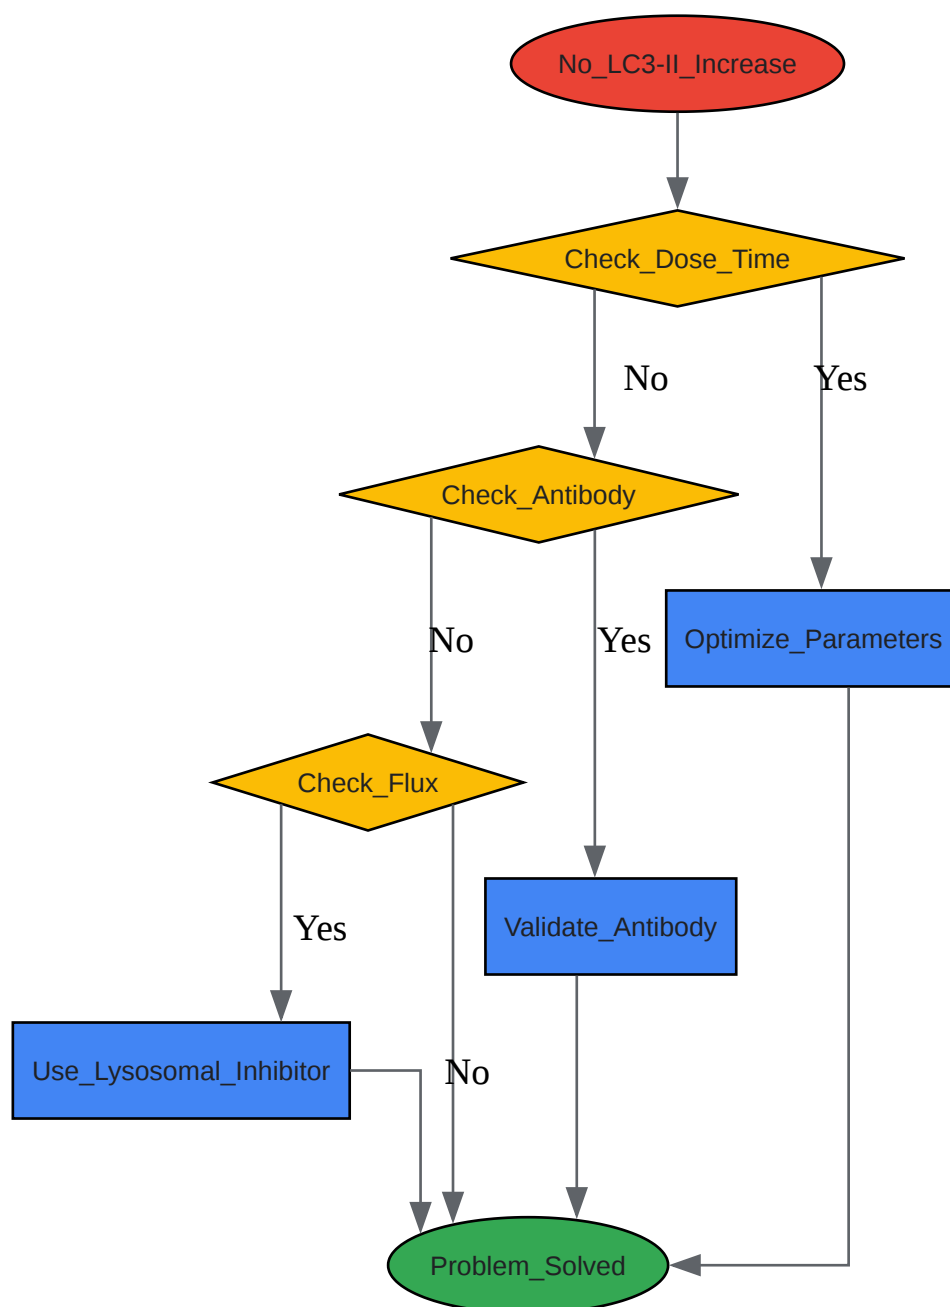 No_LC3-II_Increase
Check_Dose_Time
No
Yes
Check_Antibody
No
Yes
Optimize_Parameters
Check_Flux
Yes
Validate_Antibody
Use_Lysosomal_Inhibitor
No
Problem_Solved